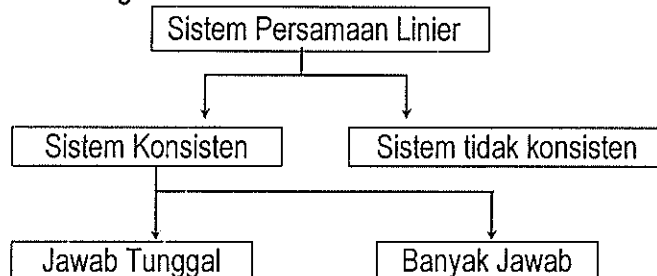 Sistem Persamaan Linier
Sistem Konsisten
Sistem tidak konsisten
Jawab Tunggal
Banyak Jawab